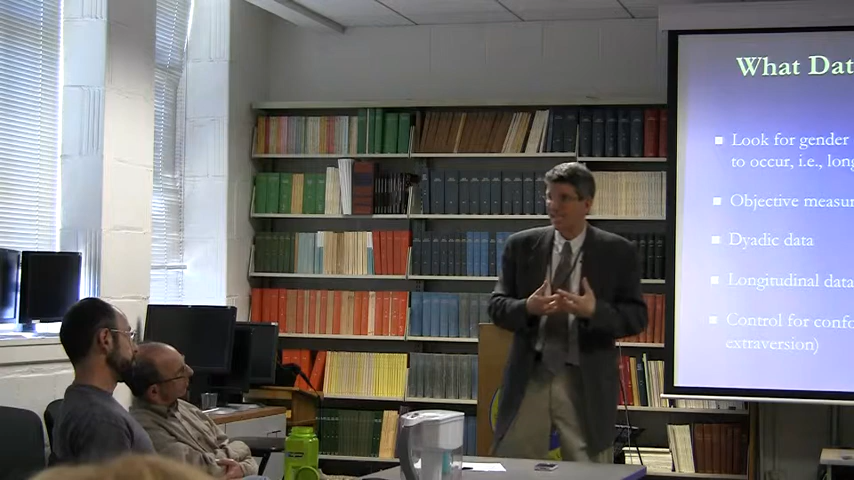 What Dat
Look for gender
to occur, i.e., long
Objective measur
Dyadic data
Longitudinal data
Control for confo
extraversion)